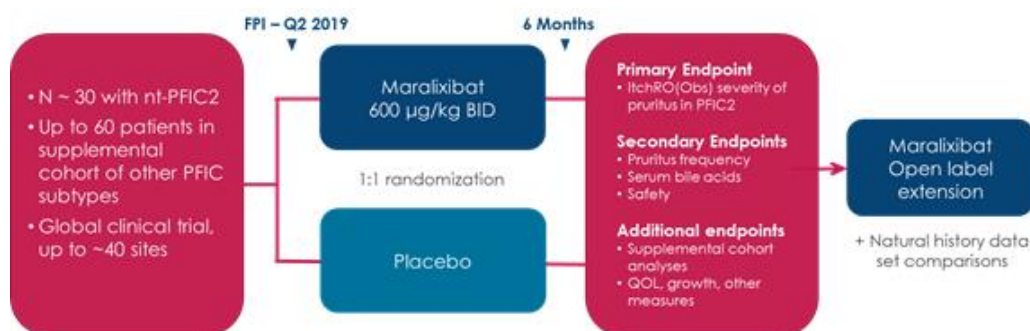 FPI – Q2 2019
6 Months
• N ~ 30 with nt-PFIC2
• Up to 60 patients in
supplemental
cohort of other PFIC
subtypes
• Global clinical trial,
up to ~40 sites
Maralixibat
600 µg/kg BID
1:1 randomization
Placebo
Primary Endpoint
• ItchRO(Obs) severity of
pruritus in PFIC2
Secondary Endpoints
• Pruritus frequency
• Serum bile acids
• Safety
Additional endpoints
• Supplemental cohort
analyses
• QOL, growth, other
measures
Maralixibat
Open label
extension
+ Natural history data
set comparisons